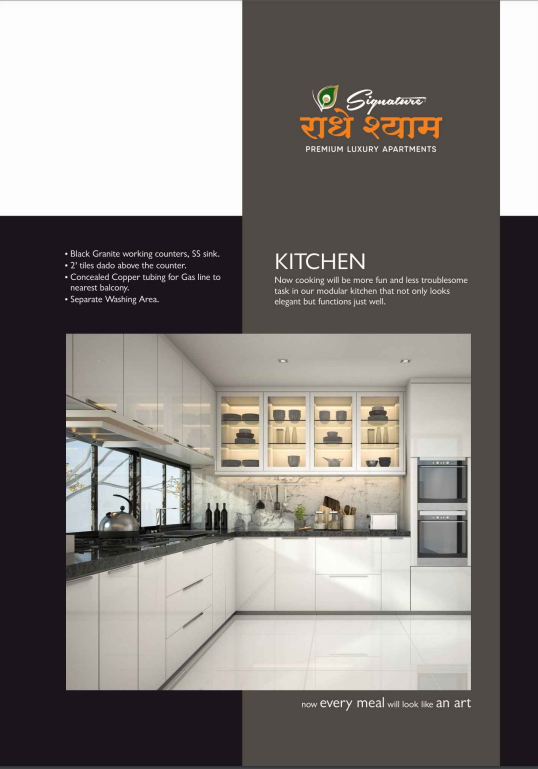 Signature
राधे श्याम
PREMIUM LUXURY APARTMENTS
• Black Granite working counters, SS sink.
• 2' tiles dado above the counter.
• Concealed Copper tubing for Gas line to
nearest balcony.
• Separate Washing Area.
KITCHEN
Now cooking will be more fun and less troublesome
task in our modular kitchen that not only looks
elegant but functions just well.
now every meal will look like an art